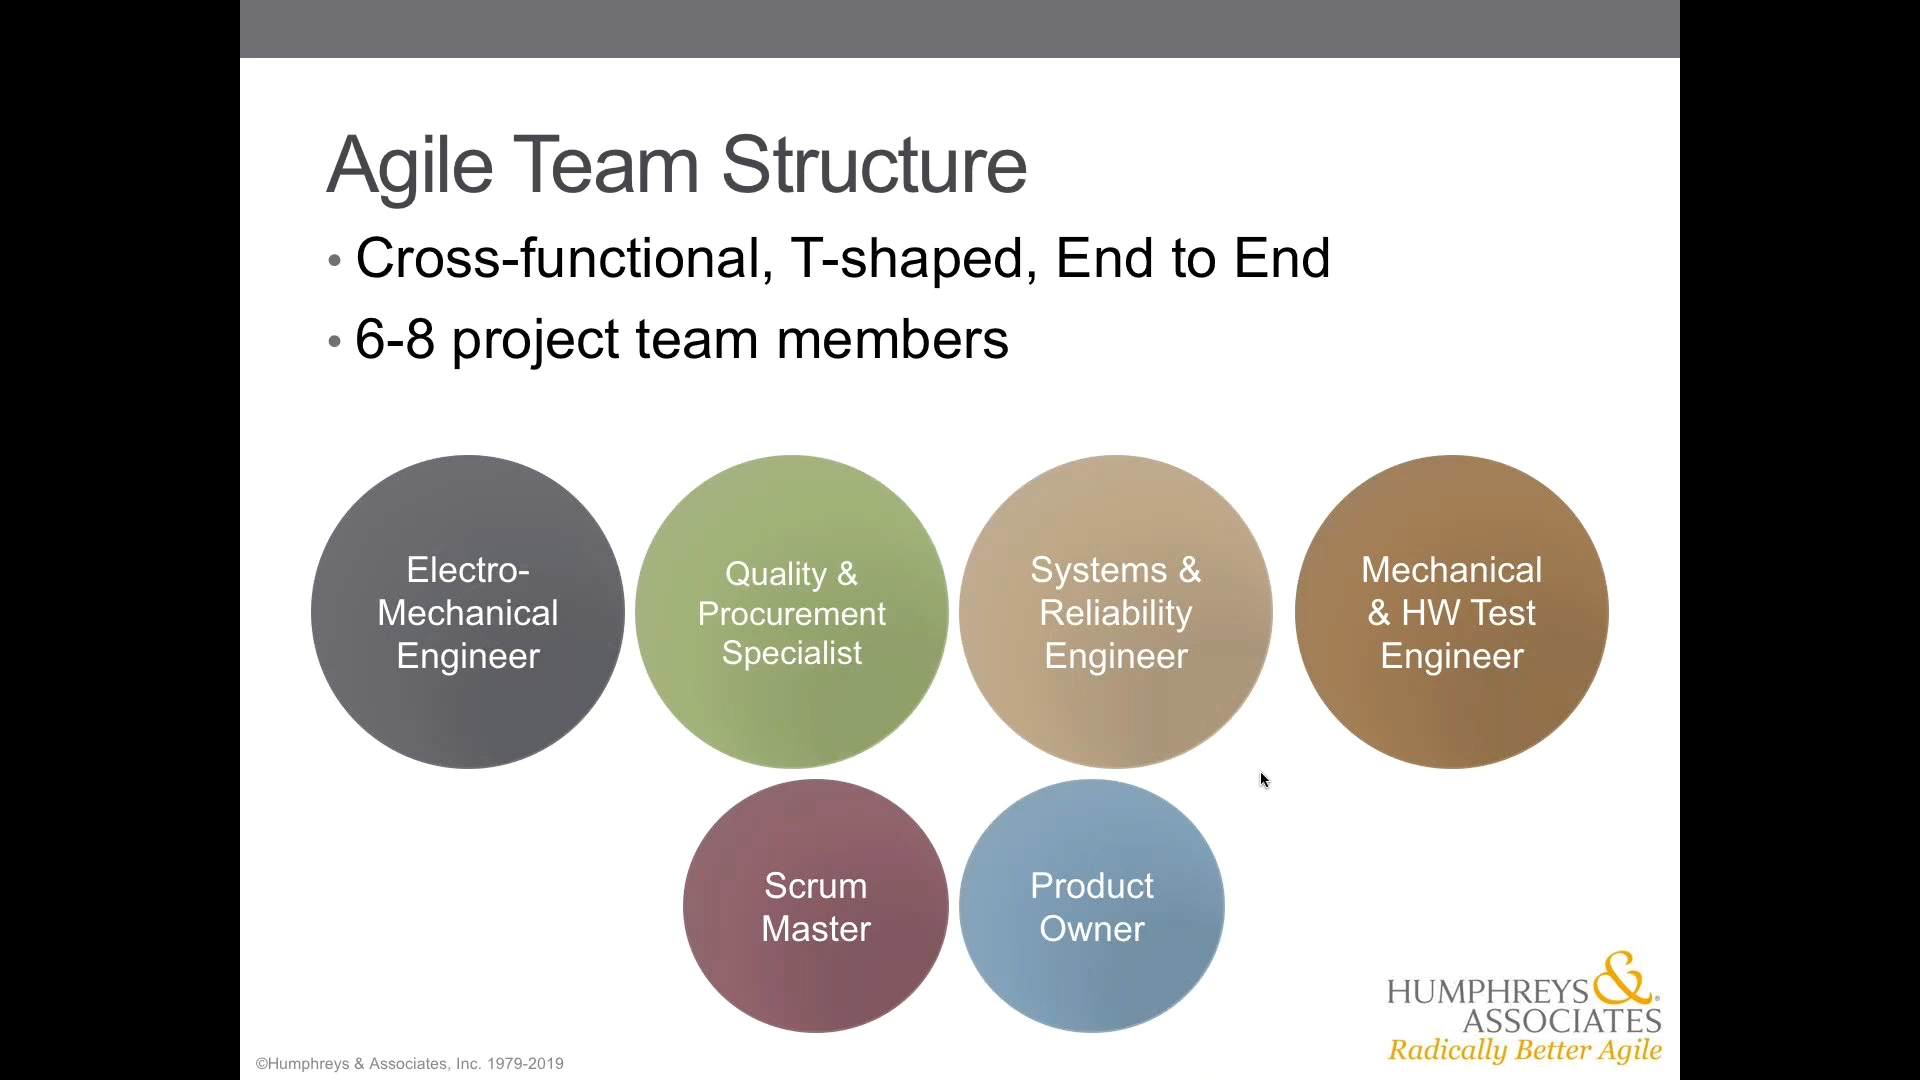 Agile Team Structure
• Cross-functional, T-shaped, End to End
• 6-8 project team members
Electro-
Mechanical
Engineer
Quality &
Procurement
Specialist
Systems &
Reliability
Engineer
Mechanical
& HW Test
Engineer
Scrum
Master
Product
Owner
HUMPHREYS &®
ASSOCIATES
Radically Better Agile
©Humphreys & Associates, Inc. 1979-2019